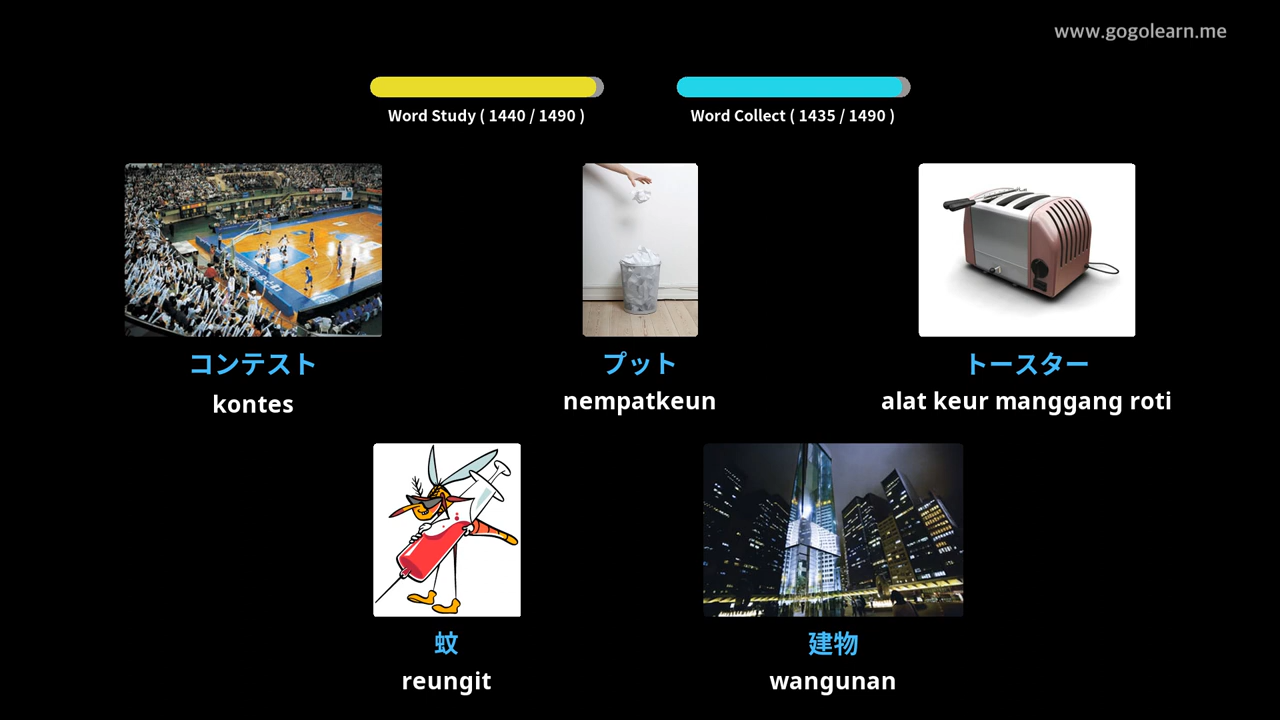 www.gogolearn.me
Word Study ( 1440 / 1490 )
Word Collect ( 1435 / 1490 )
コンテスト
kontes
プット
nempatkeun
トースター
alat keur manggang roti
蚊
reungit
建物
wangunan